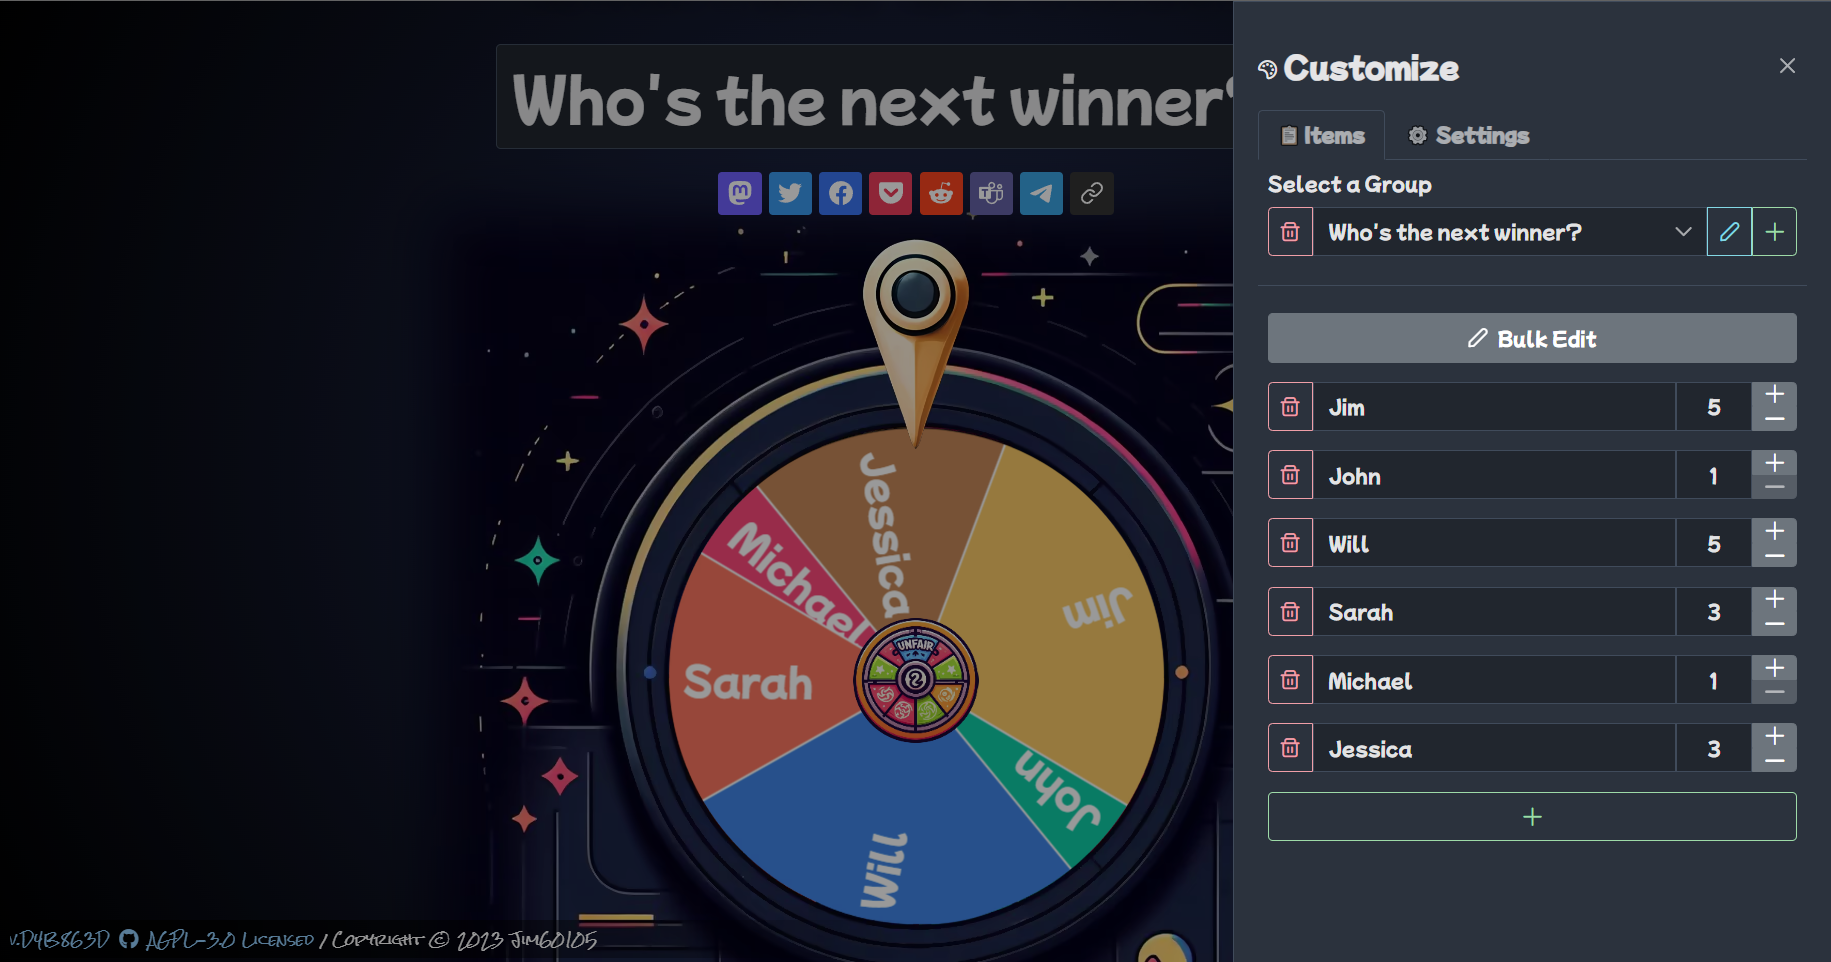 Who's the next winner?
Customize
Items
Settings
Select a Group
Who's the next winner?
Bulk Edit
Jim 5
John 1
Will 5
Sarah 3
Michael 1
Jessica 3
Jessica
Jim
Michael
Sarah
John
Will
UNFAIR
v.D4B863D AGPL-3.0 Licensed / Copyright © 2023 Jim60105